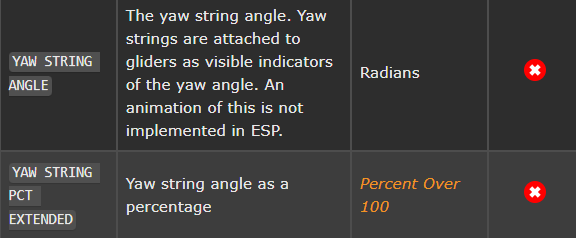 The yaw string angle. Yaw
strings are attached to
gliders as visible indicators
of the yaw angle. An
animation of this is not
implemented in ESP.
YAW STRING
ANGLE
Radians
YAW STRING
PCT
EXTENDED
Yaw string angle as a
percentage
Percent Over
100